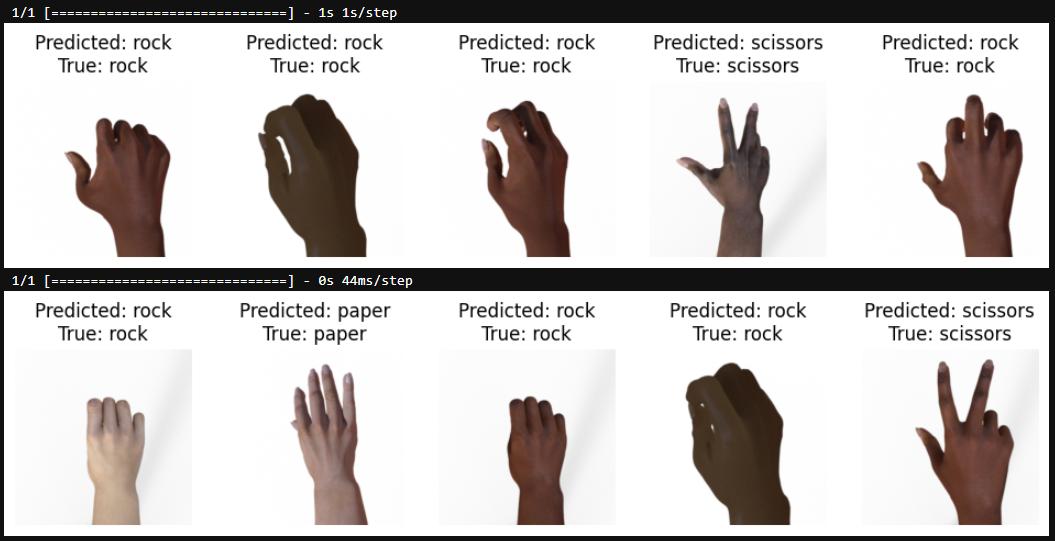 1/1 [==============================] - 1s 1s/step
Predicted: rock Predicted: rock Predicted: rock Predicted: scissors Predicted: rock
True: rock True: rock True: rock True: scissors True: rock
1/1 [==============================] - 0s 44ms/step
Predicted: rock Predicted: paper Predicted: rock Predicted: rock Predicted: scissors
True: rock True: paper True: rock True: rock True: scissors